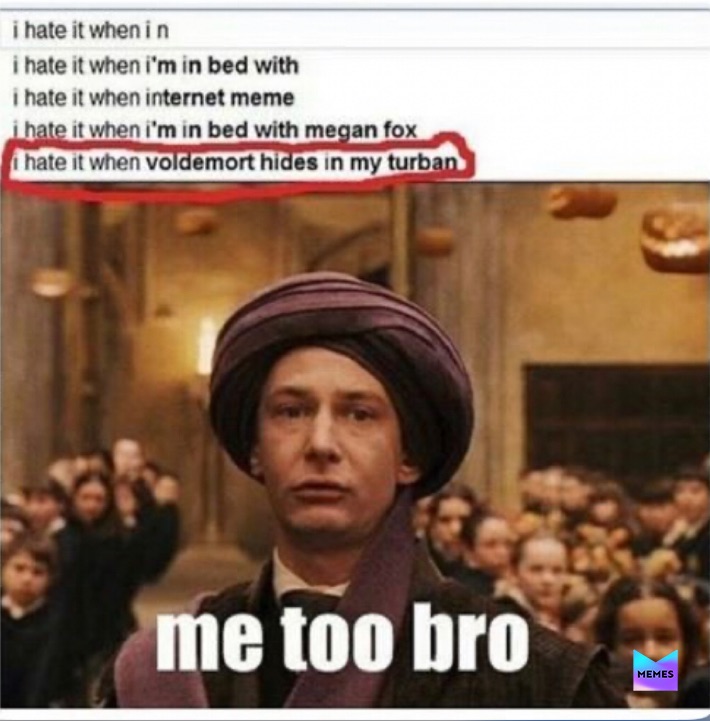 i hate it when i n
i hate it when i'm in bed with
i hate it when internet meme
i hate it when i'm in bed with megan fox
i hate it when voldemort hides in my turban
me too bro
MEMES